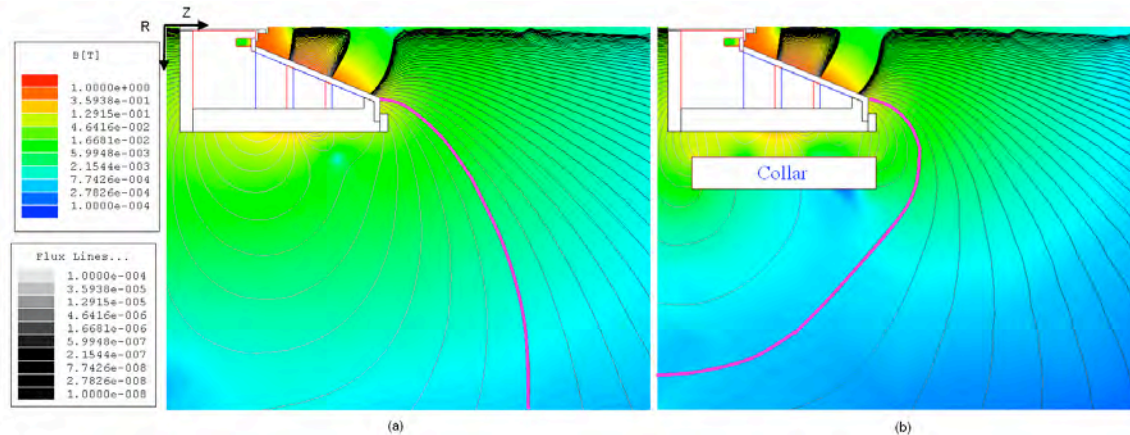 R
Z
B[T]
1.0000e+000
3.5938e-001
1.2915e-001
4.6416e-002
1.6681e-002
5.9948e-003
2.1544e-003
7.7426e-004
2.7826e-004
1.0000e-004
Flux Lines...
1.0000e-004
3.5938e-005
1.2915e-005
4.6416e-006
1.6681e-006
5.9948e-007
2.1544e-007
7.7426e-008
2.7826e-008
1.0000e-008
Collar
(a)
(b)